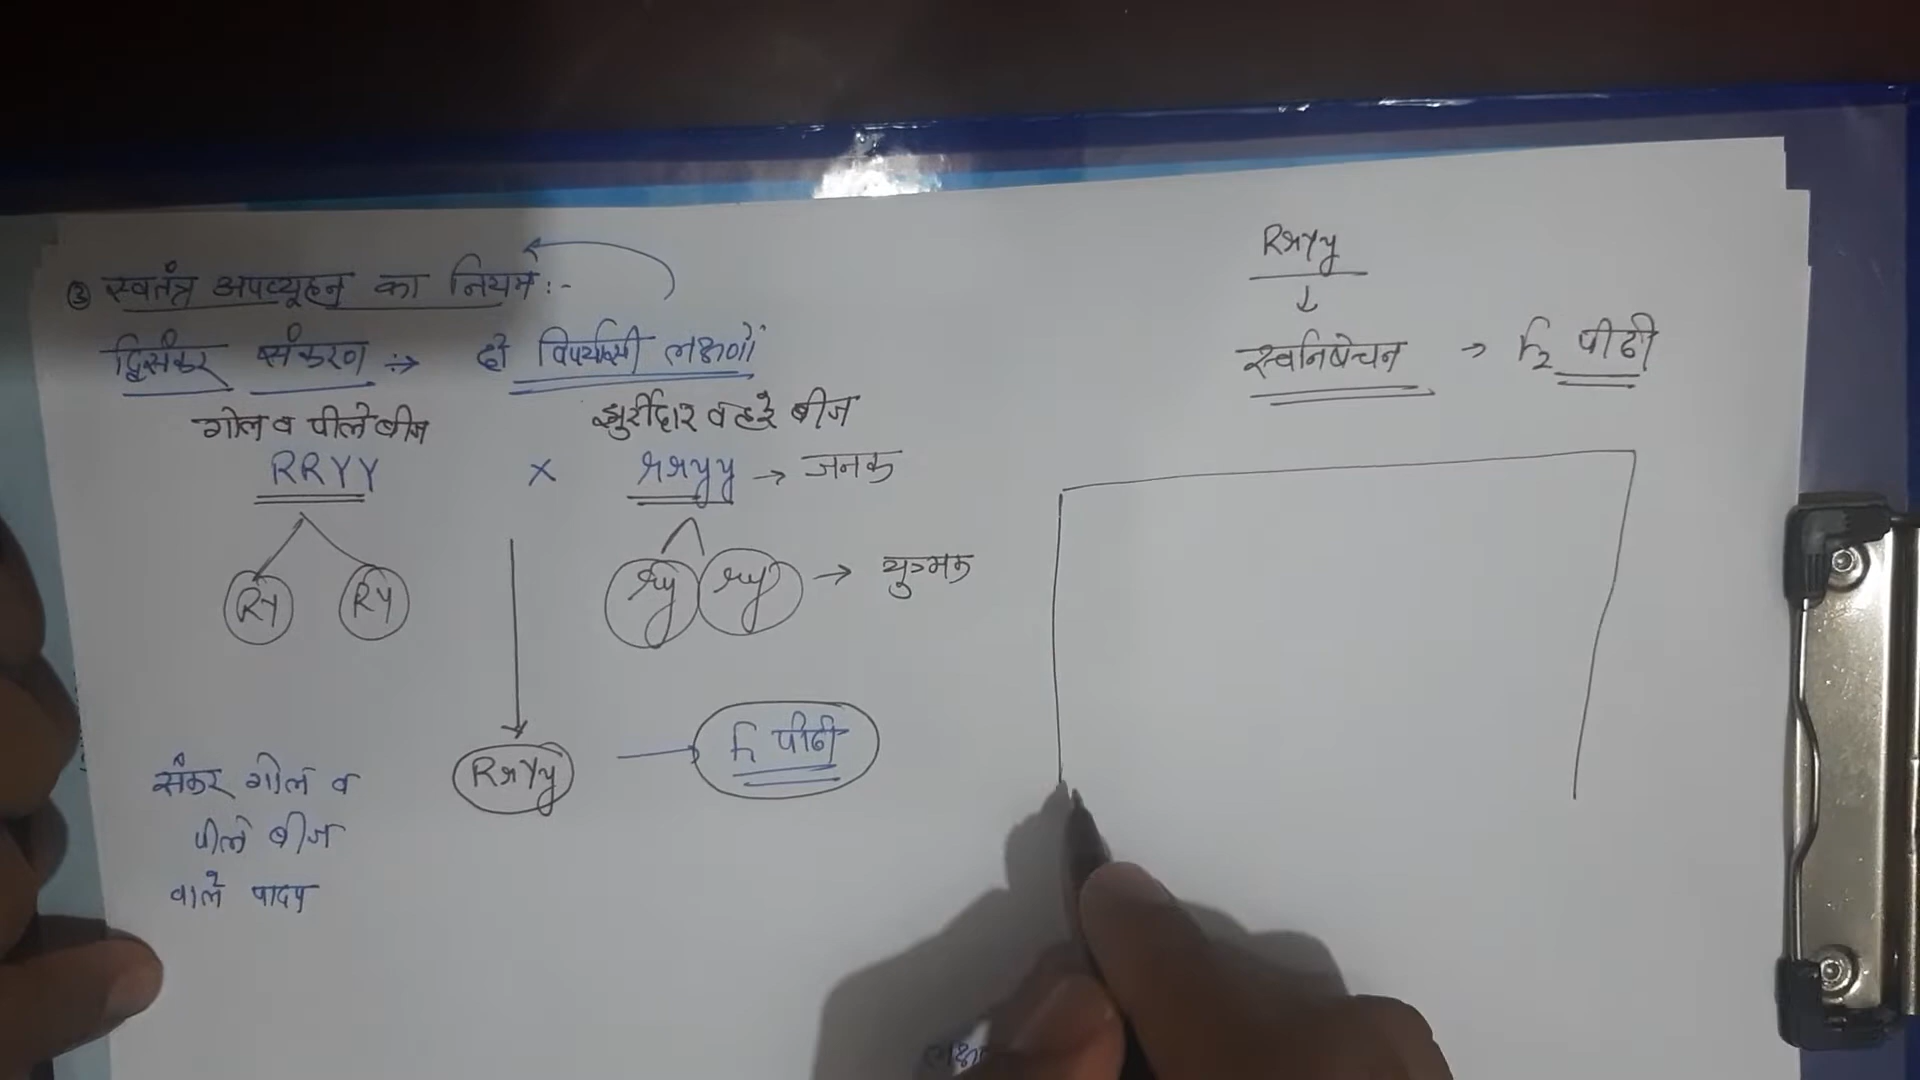 ③ स्वतंत्र अपव्यूहन का नियम :-
द्विसंकर संकरण ÷→ दो विपर्यासी लक्षणों
गोल व पीले बीज झुर्रीदार व हरे बीज
RRYY × rryy → जनक
RY RY ry ry → युग्मक
RrYy → F1 पीढी
संकर गोल व
पीले बीज
वाले पादप
RrYy
↓
स्वनिषेचन → F2 पीढी